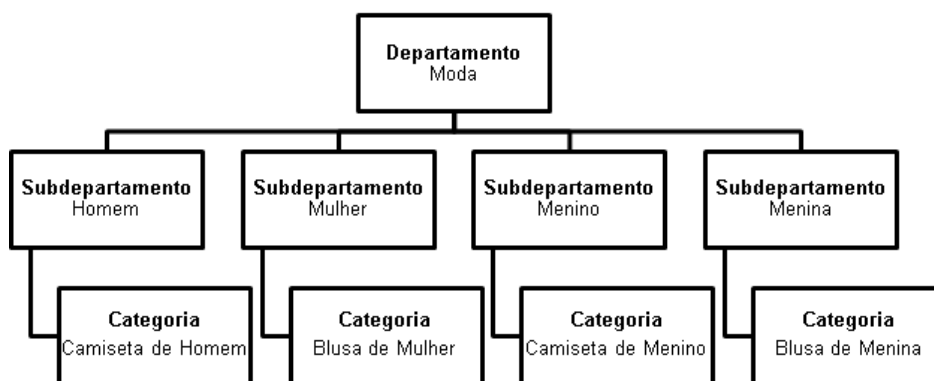 Departamento
Moda
Subdepartamento
Homem
Subdepartamento
Mulher
Subdepartamento
Menino
Subdepartamento
Menina
Categoria
Camiseta de Homem
Categoria
Blusa de Mulher
Categoria
Camiseta de Menino
Categoria
Blusa de Menina